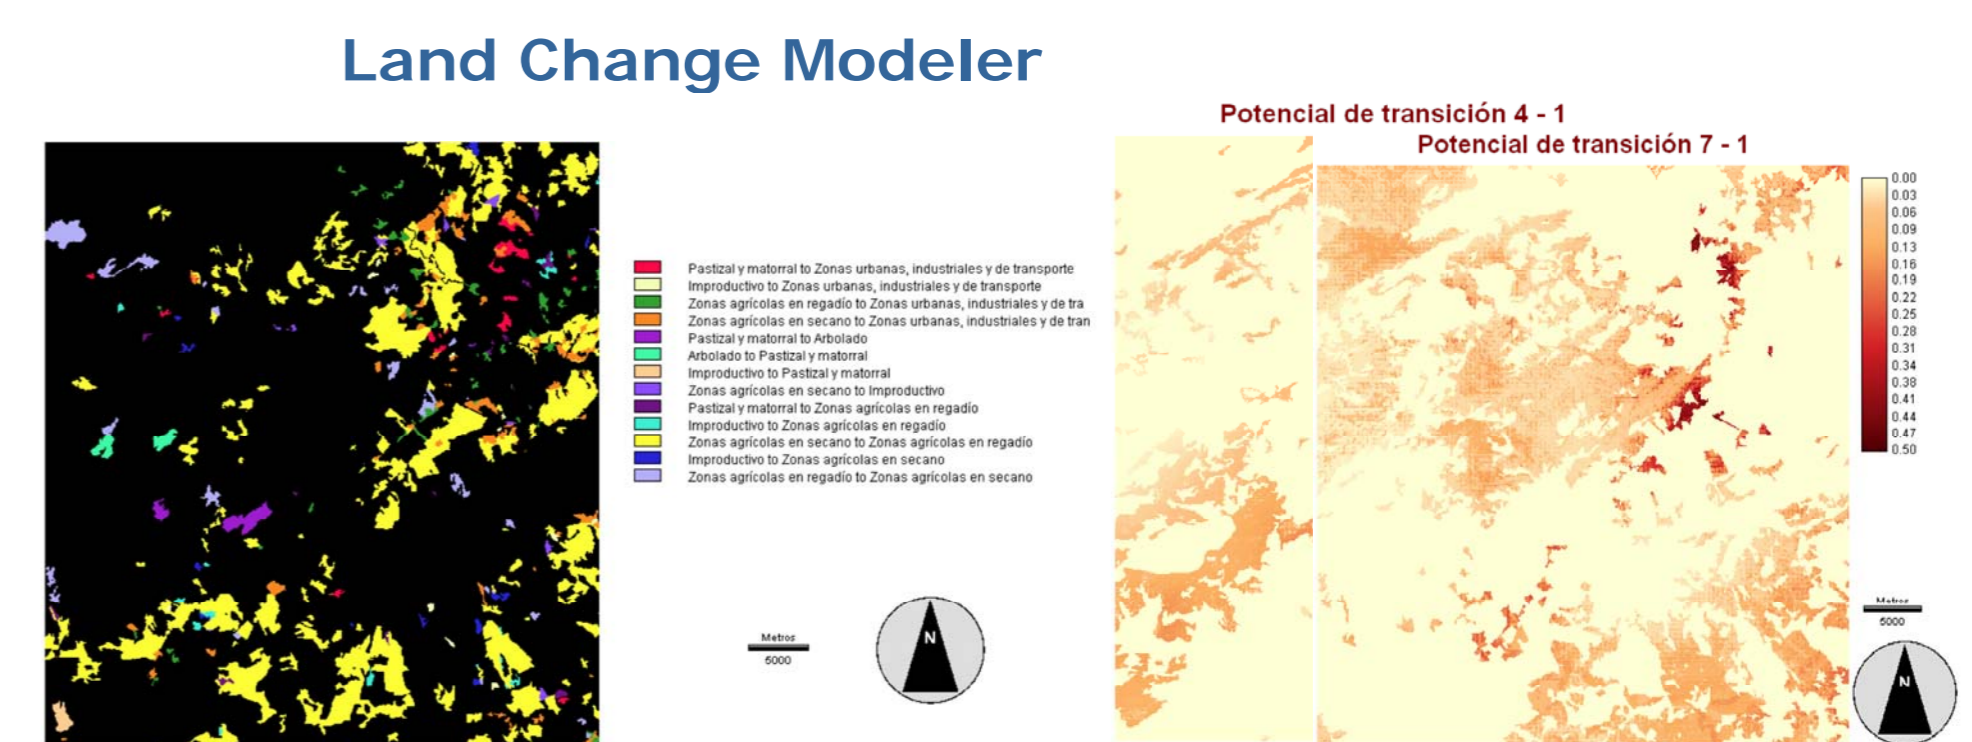 Land Change Modeler
Potencial de transición 4 - 1
Potencial de transición 7 - 1
Pastizal y matorral to Zonas urbanas, industriales y de transporte
Improductivo to Zonas urbanas, industriales y de transporte
Zonas agrícolas en regadío to Zonas urbanas, industriales y de tra
Zonas agrícolas en secano to Zonas urbanas, industriales y de tran
Pastizal y matorral to Arbolado
Arbolado to Pastizal y matorral
Improductivo to Pastizal y matorral
Zonas agrícolas en secano to Improductivo
Pastizal y matorral to Zonas agrícolas en regadío
Improductivo to Zonas agrícolas en regadío
Zonas agrícolas en secano to Zonas agrícolas en regadío
Improductivo to Zonas agrícolas en secano
Zonas agrícolas en regadío to Zonas agrícolas en secano
Metros
5000
N
0.00
0.03
0.06
0.09
0.13
0.16
0.19
0.22
0.25
0.28
0.31
0.34
0.38
0.41
0.44
0.47
0.50
Metros
5000
N